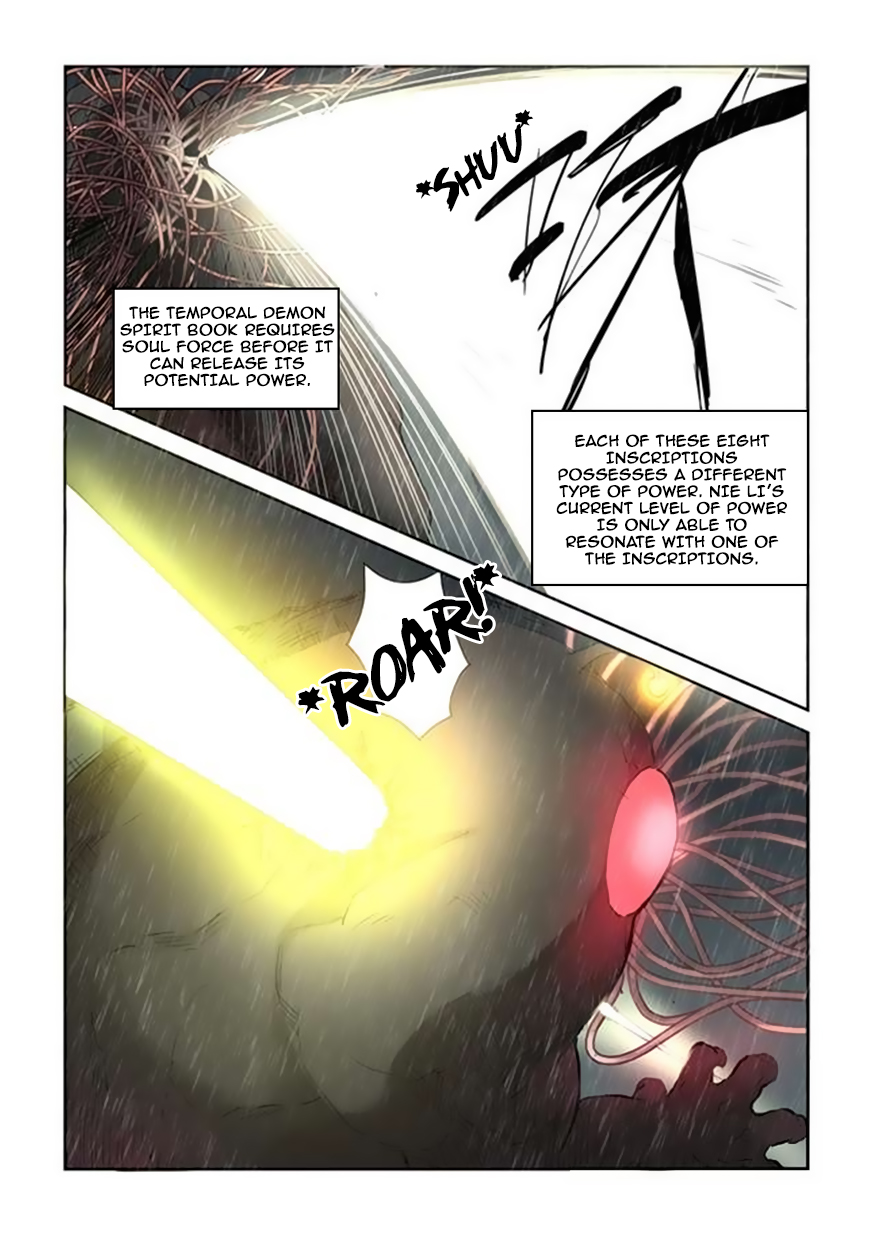 *SHUU*
THE TEMPORAL DEMON
SPIRIT BOOK REQUIRES
SOUL FORCE BEFORE IT
CAN RELEASE ITS
POTENTIAL POWER.
EACH OF THESE EIGHT
INSCRIPTIONS
POSSESSES A DIFFERENT
TYPE OF POWER. NIE LI'S
CURRENT LEVEL OF POWER
IS ONLY ABLE TO
RESONATE WITH ONE OF
THE INSCRIPTIONS.
*ROAR!*